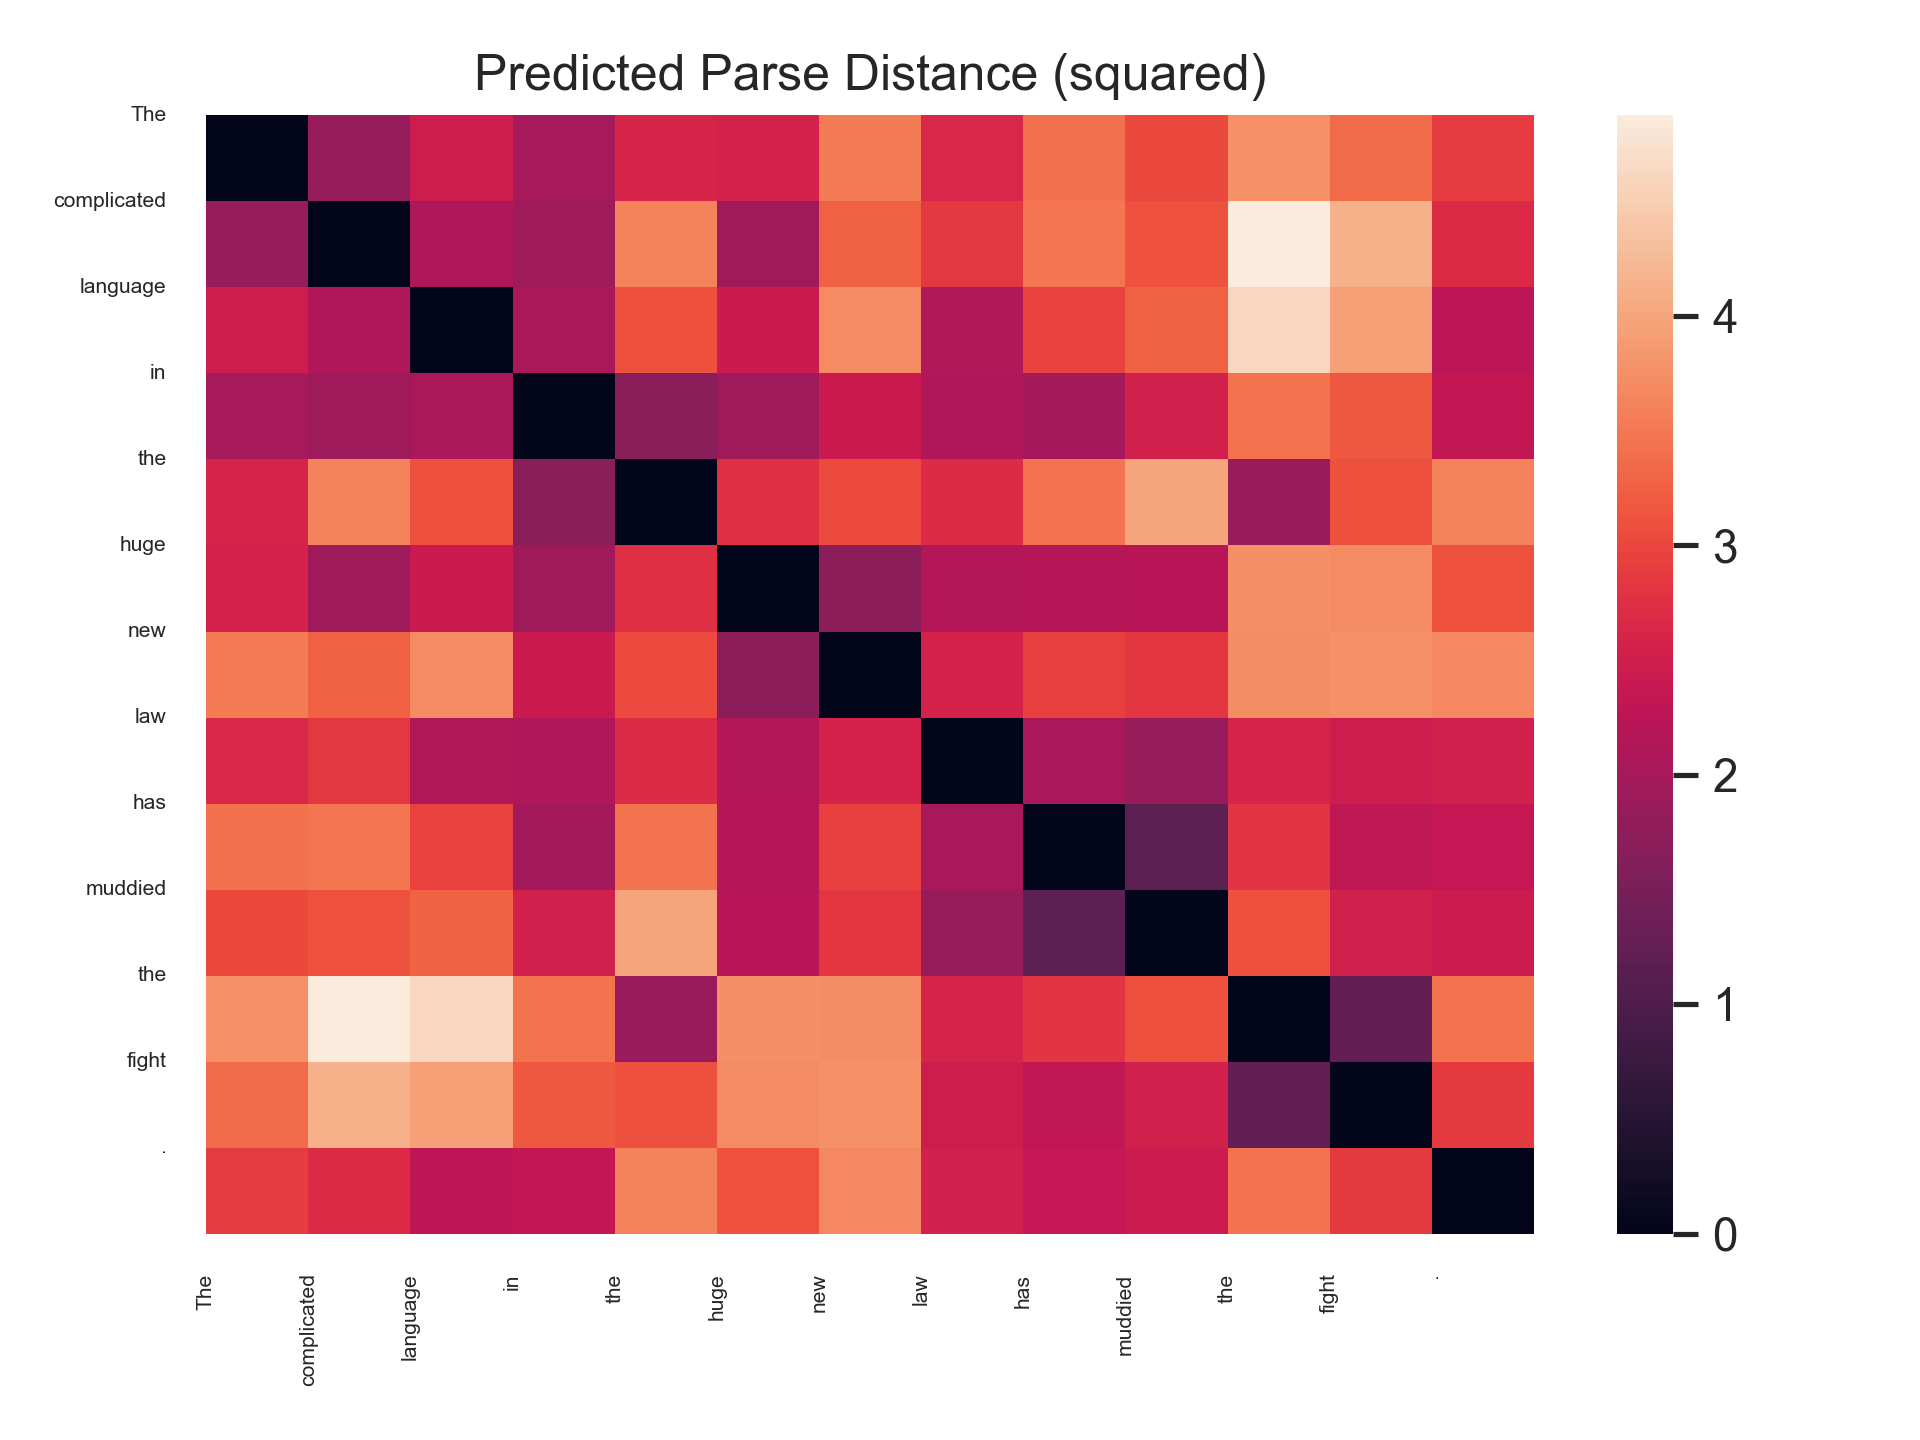 Predicted Parse Distance (squared)
The
complicated
language
in
the
huge
new
law
has
muddied
the
fight
.
The
complicated
language
in
the
huge
new
law
has
muddied
the
fight
.
4
3
2
1
0